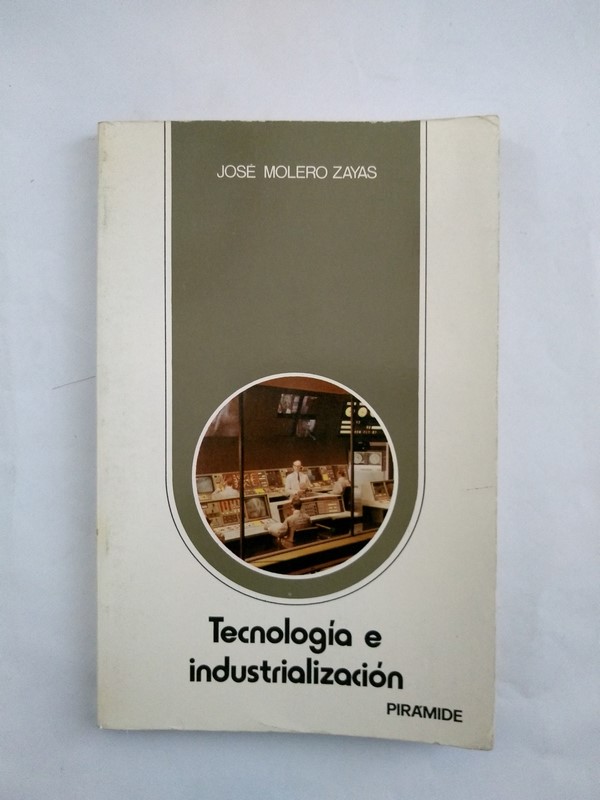 JOSÉ MOLERO ZAYAS
Tecnología e
industrialización
PIRÁMIDE